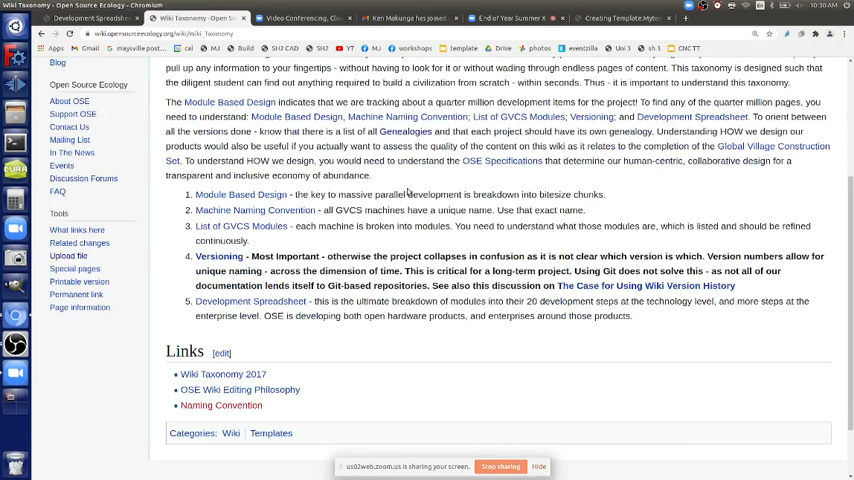 Wiki Taxonomy - Open S - Chromium
10:30 AM
Development Spreadshe
Wiki Taxonomy - Open S
Video Conferencing, Clo
Ken Makunga has joined
End of Year Summer X
Creating Template:Myte
wiki.opensourceecology.org/wiki/Wiki_Taxonomy
Apps
M Gmail
maysville post...
cal
MJ
Build
SH2 CAD
SH2
YT
MJ
workshops
template
Drive
photos
eventzilla
Uni
sh 3
CNC TT
Blog
Open Source Ecology
About OSE
Support OSE
Contact Us
Mailing List
In The News
Events
Discussion Forums
FAQ
Tools
What links here
Related changes
Upload file
Special pages
Printable version
Permanent link
Page information
pull up any information to your fingertips - without having to look for it or without wading through endless pages of content. This taxonomy is designed such that
the diligent student can find out anything required to build a civilization from scratch - within seconds. Thus - it is important to understand this taxonomy.
The Module Based Design indicates that we are tracking about a quarter million development items for the project! To find any of the quarter million pages, you
need to understand: Module Based Design, Machine Naming Convention; List of GVCS Modules; Versioning; and Development Spreadsheet. To orient between
all the versions done - know that there is a list of all Genealogies and that each project should have its own genealogy. Understanding HOW we design our
products would also be useful if you actually want to assess the quality of the content on this wiki as it relates to the completion of the Global Village Construction
Set. To understand HOW we design, you would need to understand the OSE Specifications that determine our human-centric, collaborative design for a
transparent and inclusive economy of abundance.
1. Module Based Design - the key to massive parallel development is breakdown into bitesize chunks.
2. Machine Naming Convention - all GVCS machines have a unique name. Use that exact name.
3. List of GVCS Modules - each machine is broken into modules. You need to understand what those modules are, which is listed and should be refined
continuously.
4. Versioning - Most Important - otherwise the project collapses in confusion as it is not clear which version is which. Version numbers allow for
unique naming - across the dimension of time. This is critical for a long-term project. Using Git does not solve this - as not all of our
documentation lends itself to Git-based repositories. See also this discussion on The Case for Using Wiki Version History
5. Development Spreadsheet - this is the ultimate breakdown of modules into their 20 development steps at the technology level, and more steps at the
enterprise level. OSE is developing both open hardware products, and enterprises around those products.
Links [edit]
Wiki Taxonomy 2017
OSE Wiki Editing Philosophy
Naming Convention
Categories: Wiki | Templates
us02web.zoom.us is sharing your screen.
Stop sharing
Hide
CURA